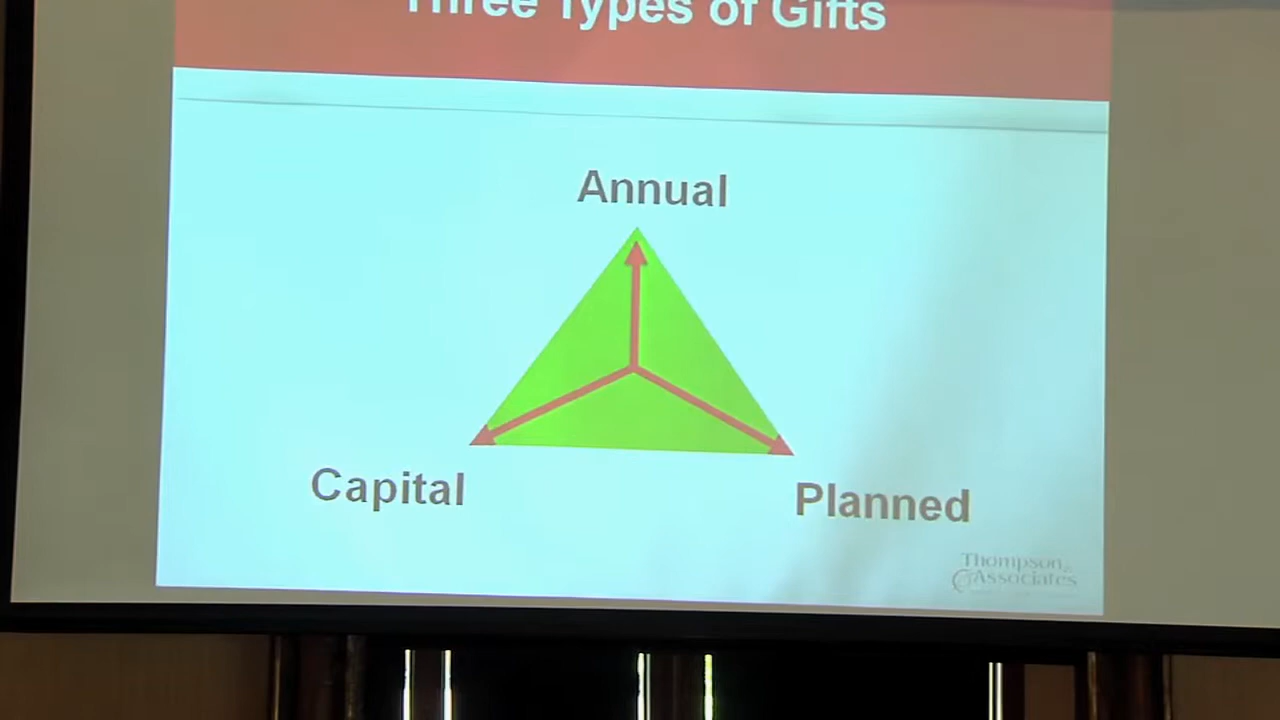 Three Types of Gifts
Annual
Capital
Planned
Thompson
& Associates